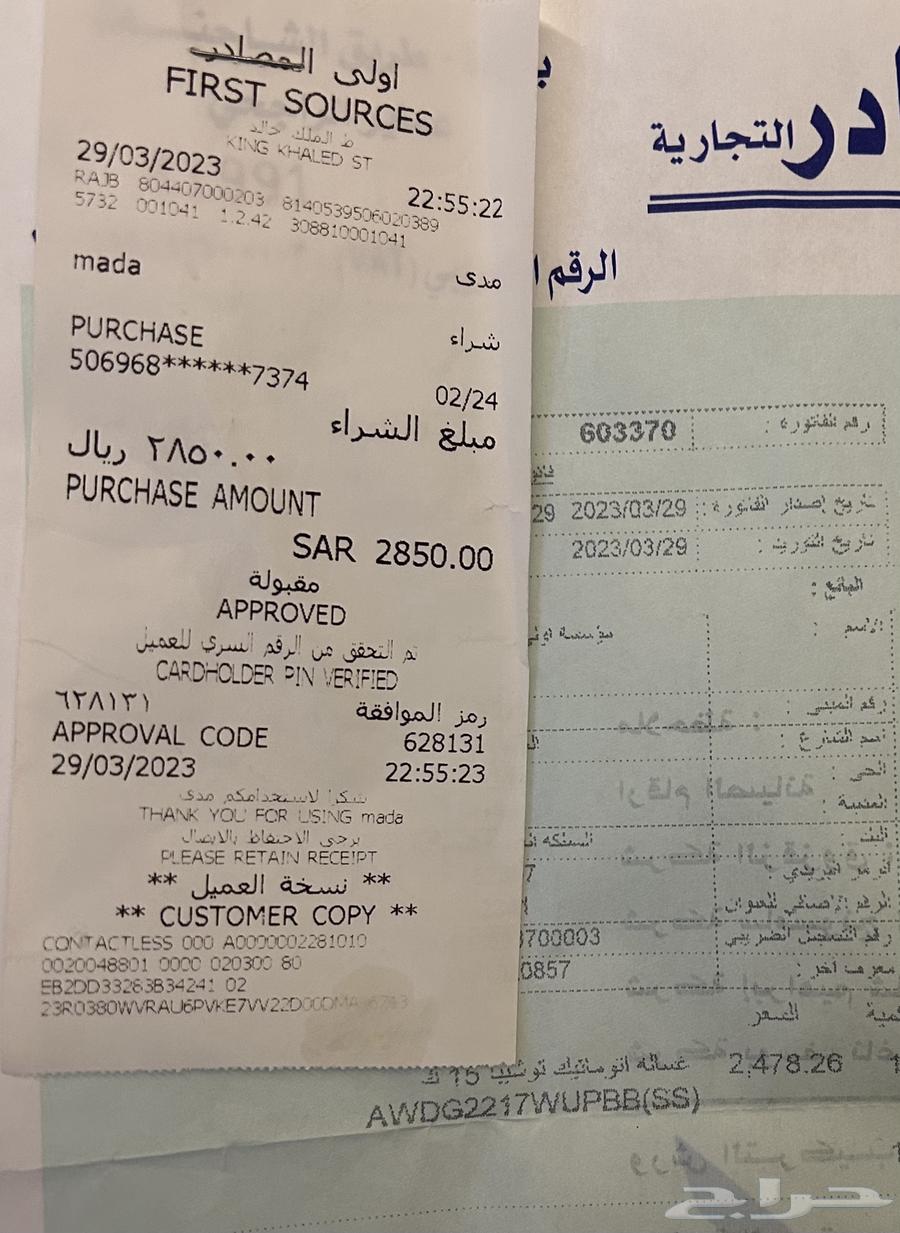 اولى المصادر
FIRST SOURCES
ط الملك خالد
KING KHALED ST
29/03/2023 22:55:22
RAJB 804407000203 8140539506020389
5732 001041 1.2.42 308810001041
mada مدى
PURCHASE شراء
506968******7374 02/24
مبلغ الشراء
٢٨٥٠.٠٠ ريال
PURCHASE AMOUNT
SAR 2850.00
مقبولة
APPROVED
تم التحقق من الرقم السري للعميل
CARDHOLDER PIN VERIFIED
٦٢٨١٣١ رمز الموافقة
APPROVAL CODE 628131
29/03/2023 22:55:23
شكرا لاستخدامكم مدى
THANK YOU FOR USING mada
يرجى الاحتفاظ بالايصال
PLEASE RETAIN RECEIPT
** نسخة العميل **
** CUSTOMER COPY **
CONTACTLESS 000 A0000002281010
0020048801 0000 020300 80
EB2DD33263B34241 02
در التجارية
الرقم
رقم الفاتورة : 603370
تاريخ إصدار الفاتورة : 2023/03/29 29
تاريخ التوريد : 2023/03/29
البائع :
الاسم : مؤسسة
رقم المبنى :
اسم الشارع :
الحي :
المدينة :
البلد : المملكة
الرمز البريدي :
الرقم الإضافي للعنوان
رقم التسجيل الضريبي 3700003
معرف آخر : 0857
السعر
2,478.26 غسالة اتوماتيك توشيبا 15 ك
AWDG2217WUPBB(SS)
حراج